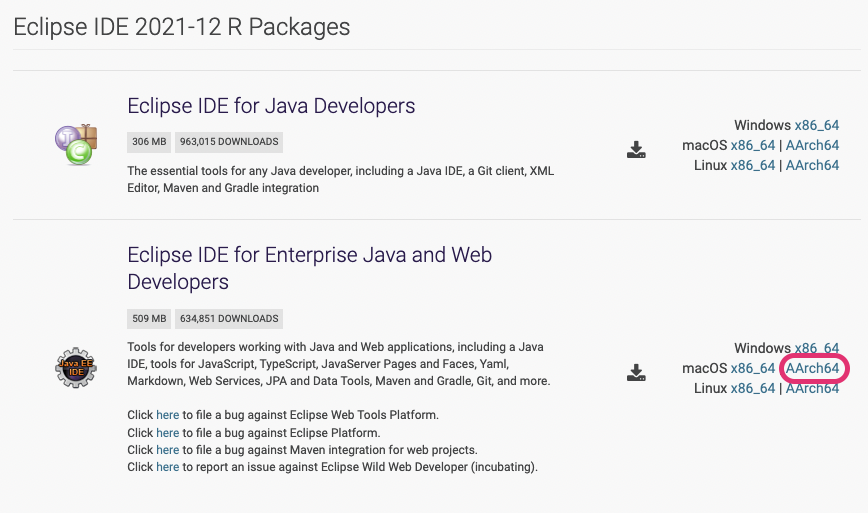 Eclipse IDE 2021-12 R Packages
Eclipse IDE for Java Developers
306 MB 963,015 DOWNLOADS
The essential tools for any Java developer, including a Java IDE, a Git client, XML
Editor, Maven and Gradle integration
Windows x86_64
macOS x86_64 | AArch64
Linux x86_64 | AArch64
Eclipse IDE for Enterprise Java and Web
Developers
509 MB 634,851 DOWNLOADS
Java EE
IDE
Tools for developers working with Java and Web applications, including a Java
IDE, tools for JavaScript, TypeScript, JavaServer Pages and Faces, Yaml,
Markdown, Web Services, JPA and Data Tools, Maven and Gradle, Git, and more.
Click here to file a bug against Eclipse Web Tools Platform.
Click here to file a bug against Eclipse Platform.
Click here to file a bug against Maven integration for web projects.
Click here to report an issue against Eclipse Wild Web Developer (incubating).
Windows x86_64
macOS x86_64 | AArch64
Linux x86_64 | AArch64